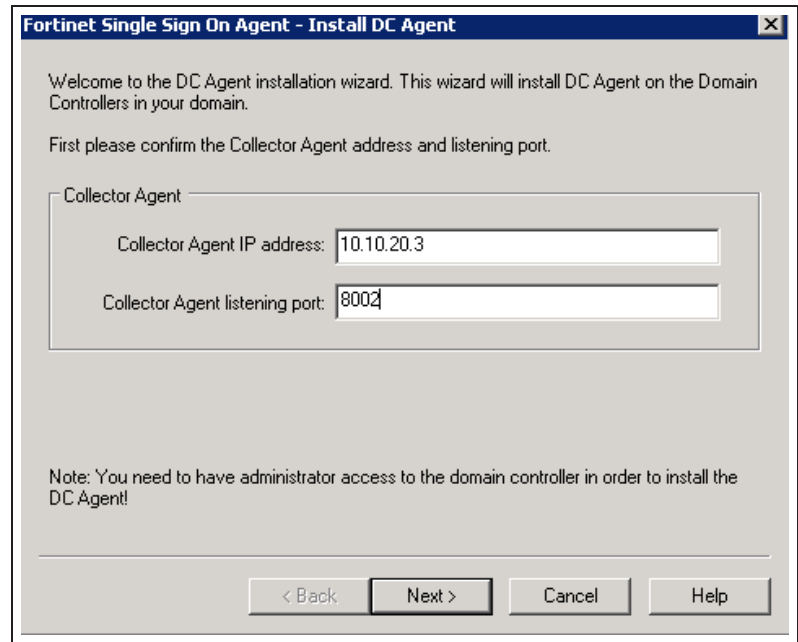 Fortinet Single Sign On Agent - Install DC Agent
Welcome to the DC Agent installation wizard. This wizard will install DC Agent on the Domain
Controllers in your domain.
First please confirm the Collector Agent address and listening port.
Collector Agent
Collector Agent IP address: 10.10.20.3
Collector Agent listening port: 8002
Note: You need to have administrator access to the domain controller in order to install the
DC Agent!
< Back Next > Cancel Help